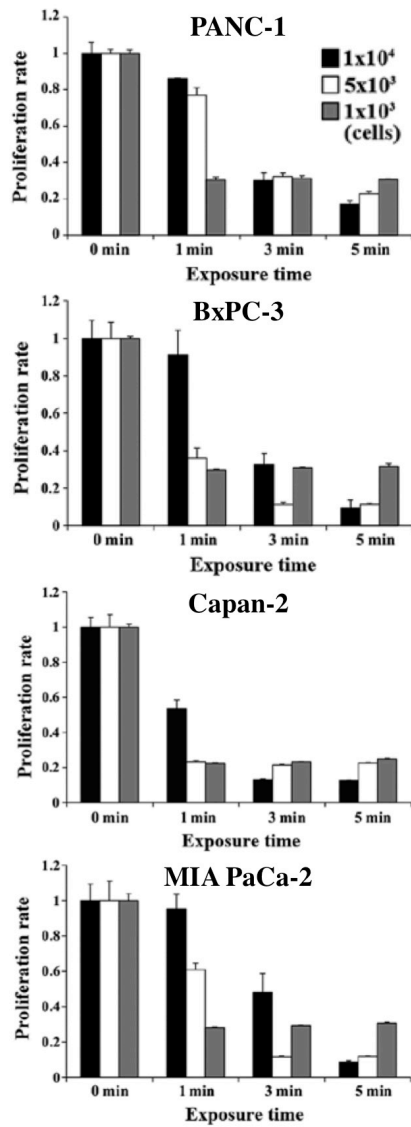 PANC-1
1x10⁴
5x10³
1x10³
(cells)
Proliferation rate
1.2
1
0.8
0.6
0.4
0.2
0
0 min 1 min 3 min 5 min
Exposure time
BxPC-3
Proliferation rate
1.2
1
0.8
0.6
0.4
0.2
0
0 min 1 min 3 min 5 min
Exposure time
Capan-2
Proliferation rate
1.2
1
0.8
0.6
0.4
0.2
0
0 min 1 min 3 min 5 min
Exposure time
MIA PaCa-2
Proliferation rate
1.2
1
0.8
0.6
0.4
0.2
0
0 min 1 min 3 min 5 min
Exposure time